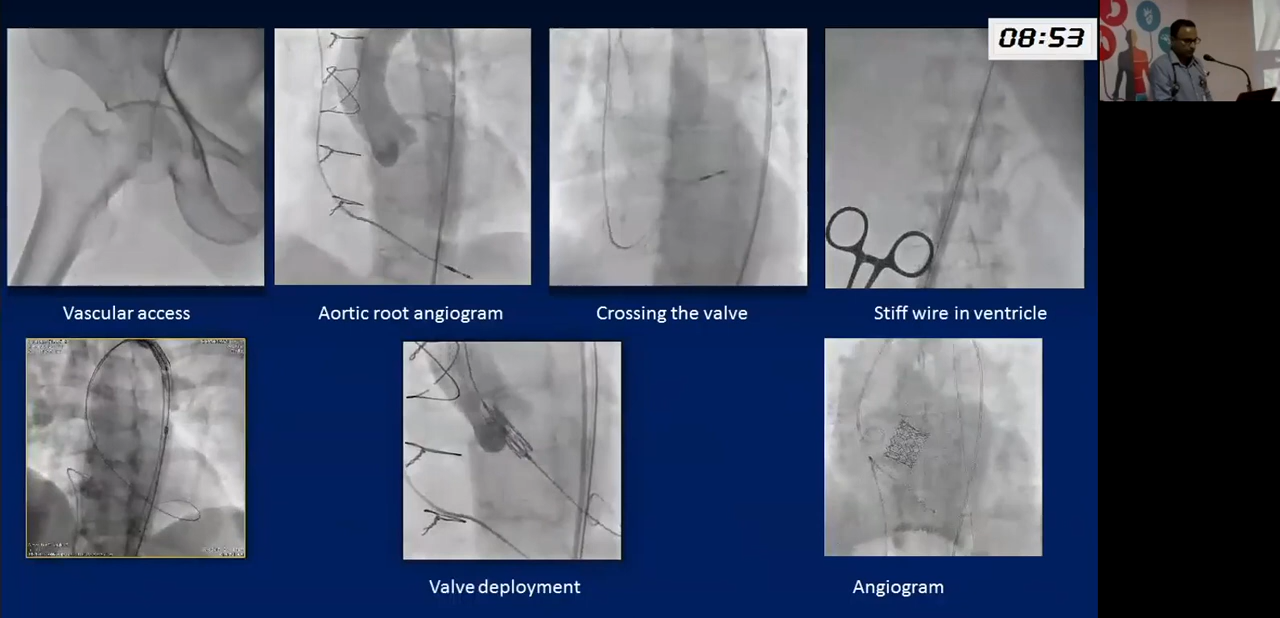 08:53
Vascular access
Aortic root angiogram
Crossing the valve
Stiff wire in ventricle
Valve deployment
Angiogram